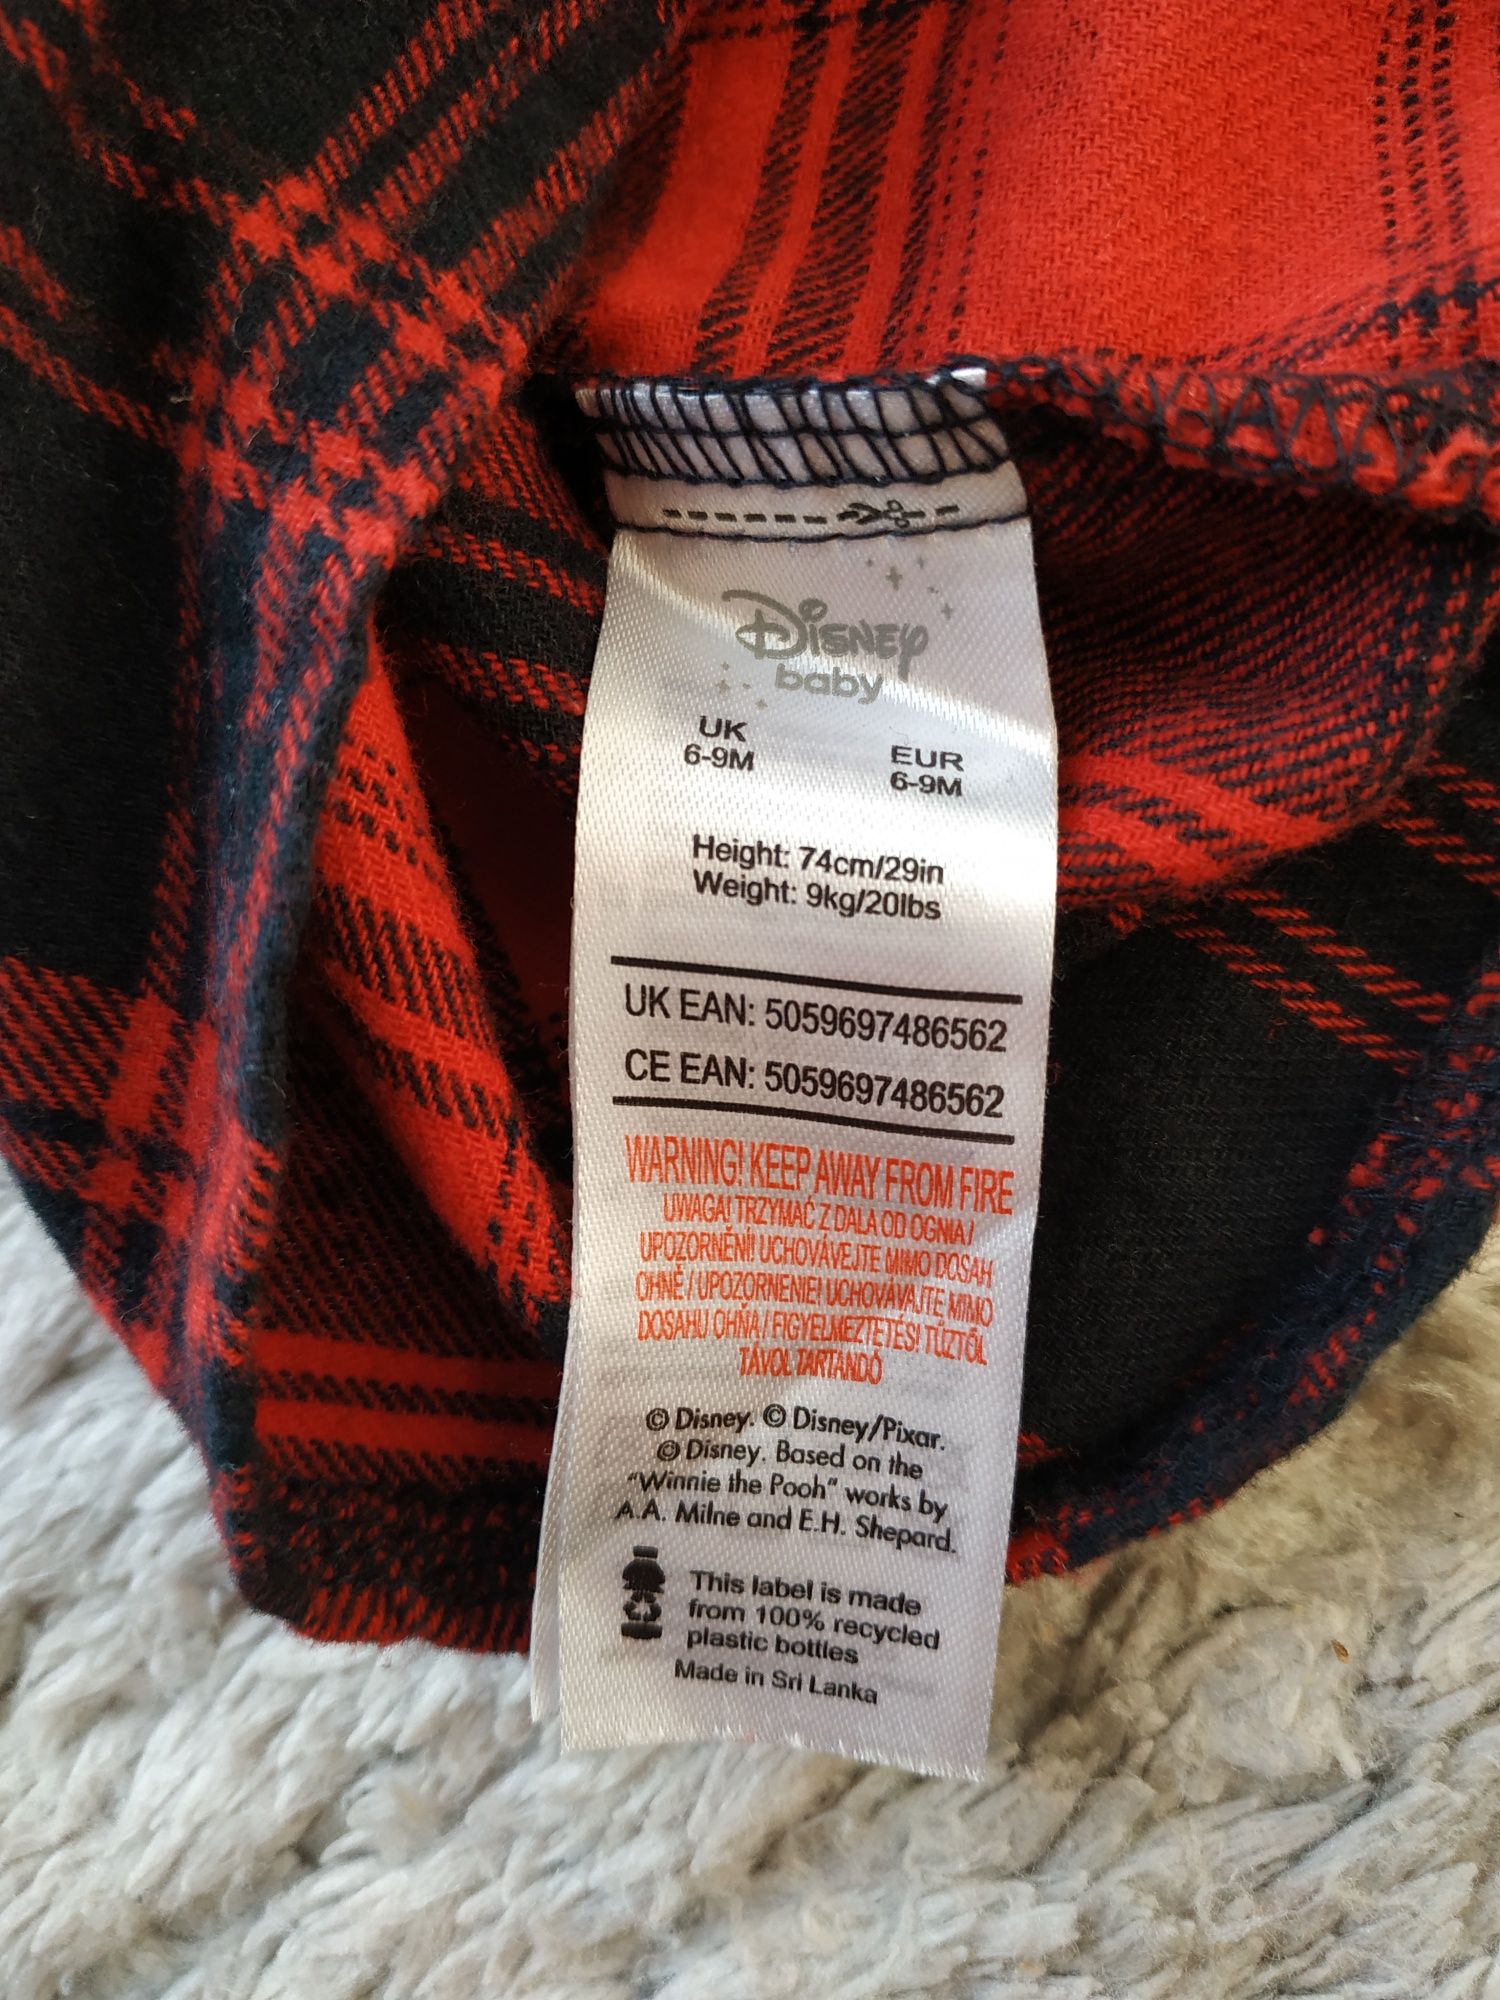 Disney
baby
UK
6-9M
EUR
6-9M
Height: 74cm/29in
Weight: 9kg/20lbs
UK EAN: 5059697486562
CE EAN: 5059697486562
WARNING! KEEP AWAY FROM FIRE
UWAGA! TRZYMAĆ Z DALA OD OGNIA /
UPOZORNĚNÍ! UCHOVÁVEJTE MIMO DOSAH
OHNĚ / UPOZORNENIE! UCHOVÁVAJTE MIMO
DOSAHU OHŇA / FIGYELMEZTETÉS! TŰZTŐL
TÁVOL TARTANDÓ
© Disney. © Disney/Pixar.
© Disney. Based on the
"Winnie the Pooh" works by
A.A. Milne and E.H. Shepard.
This label is made
from 100% recycled
plastic bottles
Made in Sri Lanka